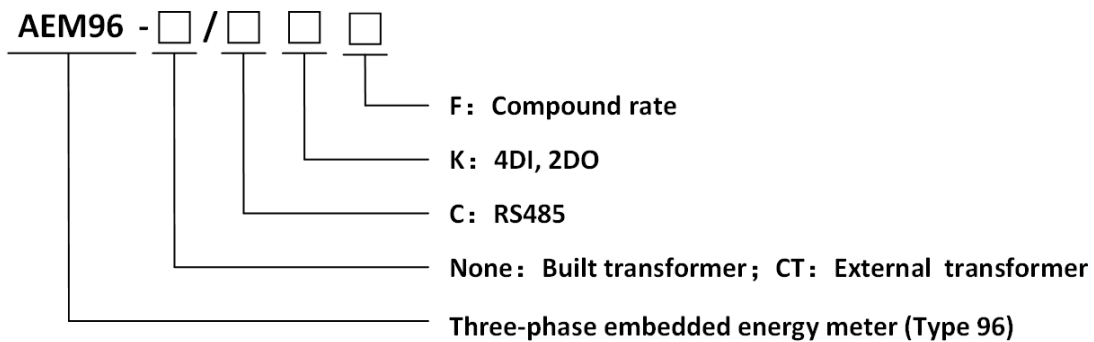 AEM96 - □ / □ □ □
F：Compound rate
K：4DI, 2DO
C：RS485
None：Built transformer；CT：External transformer
Three-phase embedded energy meter (Type 96)